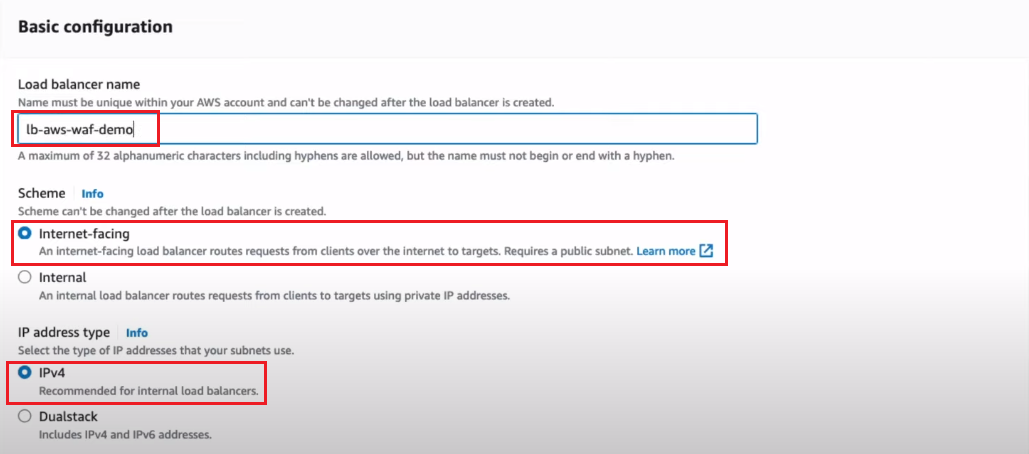 Basic configuration
Load balancer name
Name must be unique within your AWS account and can't be changed after the load balancer is created.
lb-aws-waf-demo
A maximum of 32 alphanumeric characters including hyphens are allowed, but the name must not begin or end with a hyphen.
Scheme Info
Scheme can't be changed after the load balancer is created.
Internet-facing
An internet-facing load balancer routes requests from clients over the internet to targets. Requires a public subnet. Learn more
Internal
An internal load balancer routes requests from clients to targets using private IP addresses.
IP address type Info
Select the type of IP addresses that your subnets use.
IPv4
Recommended for internal load balancers.
Dualstack
Includes IPv4 and IPv6 addresses.